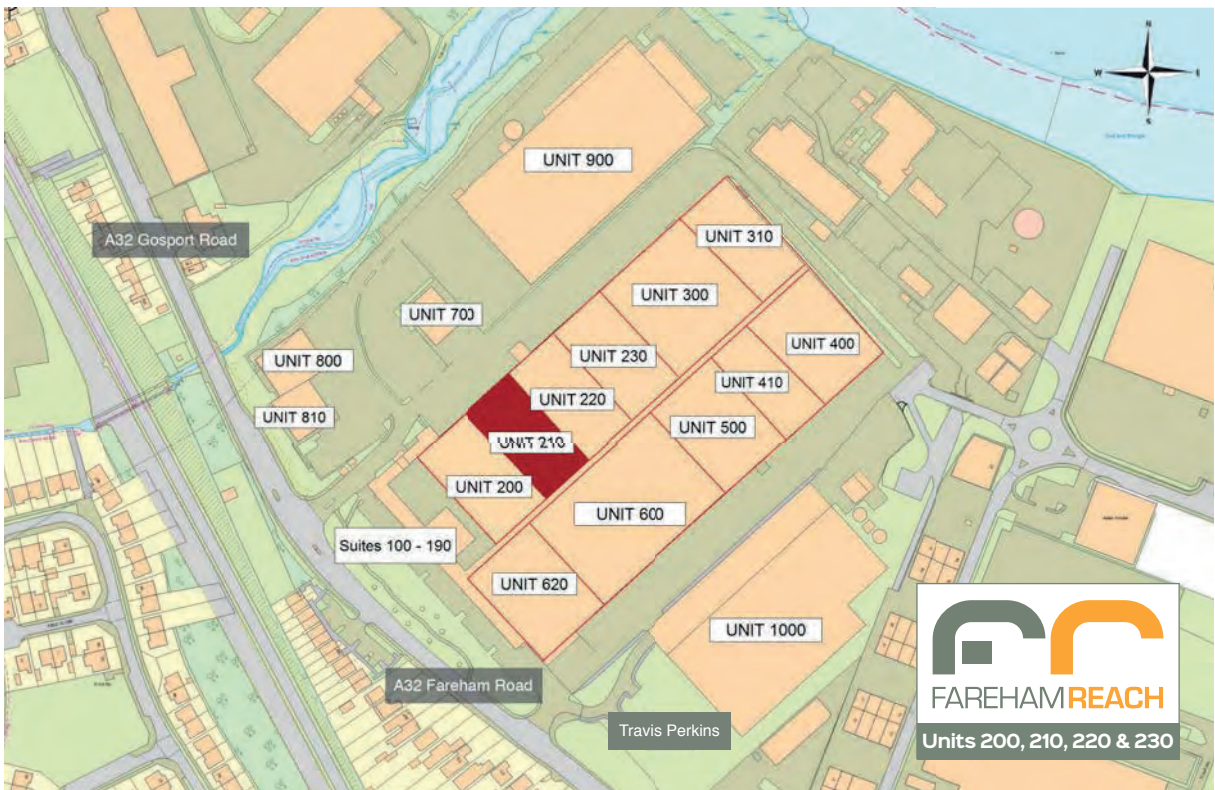 N
W
E
S
UNIT 900
A32 Gosport Road
UNIT 310
UNIT 300
UNIT 700
UNIT 400
UNIT 230
UNIT 800
UNIT 410
UNIT 220
UNIT 810
UNIT 500
UNIT 210
UNIT 200
UNIT 600
Suites 100 - 190
UNIT 620
UNIT 1000
A32 Fareham Road
Travis Perkins
FAREHAMREACH
Units 200, 210, 220 & 230